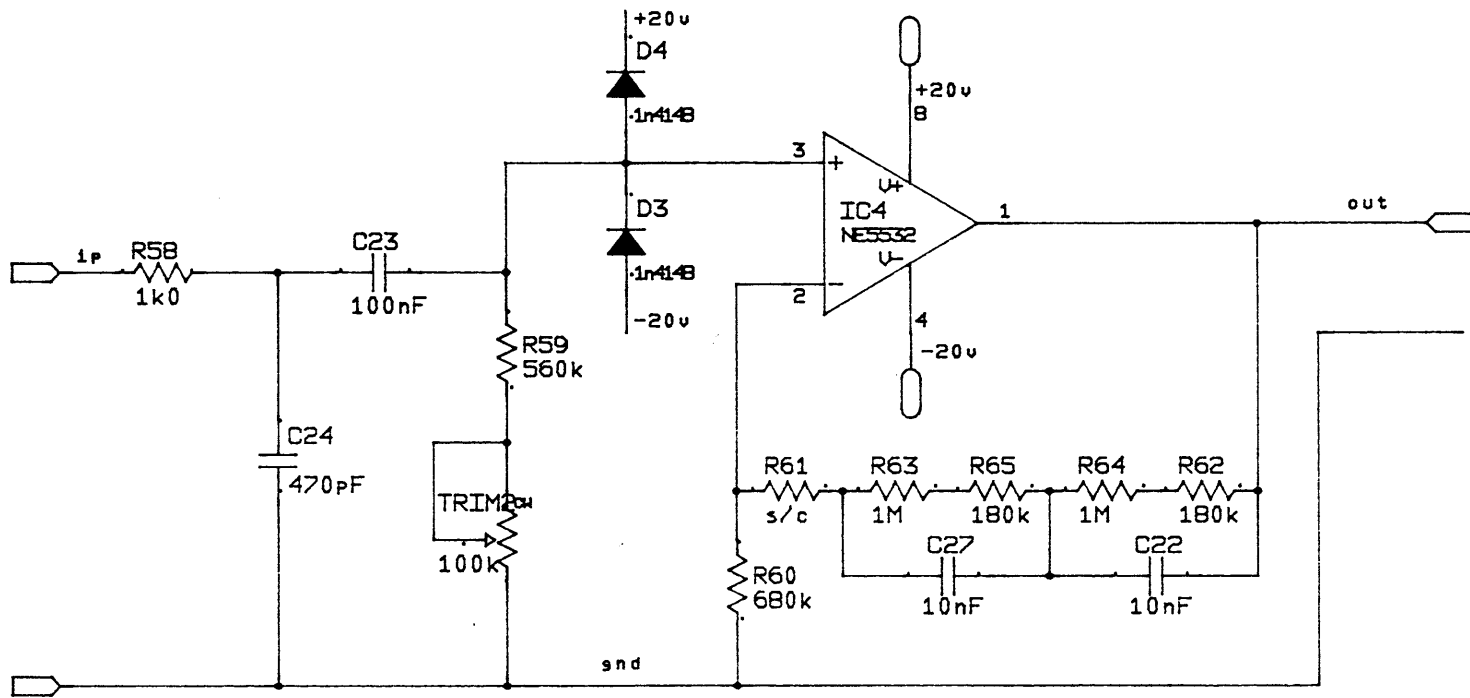 +20v
D4
1n4148
+20v
8
3
+
V+
D3
IC4
NE5532
1
out
ip
R58
1k0
C23
100nF
1n4148
V-
2
-
-20v
4
-20v
R59
560k
C24
470pF
TRIM2cw
100k
R61
s/c
R63
1M
R65
180k
R64
1M
R62
180k
C27
10nF
C22
10nF
R60
680k
gnd